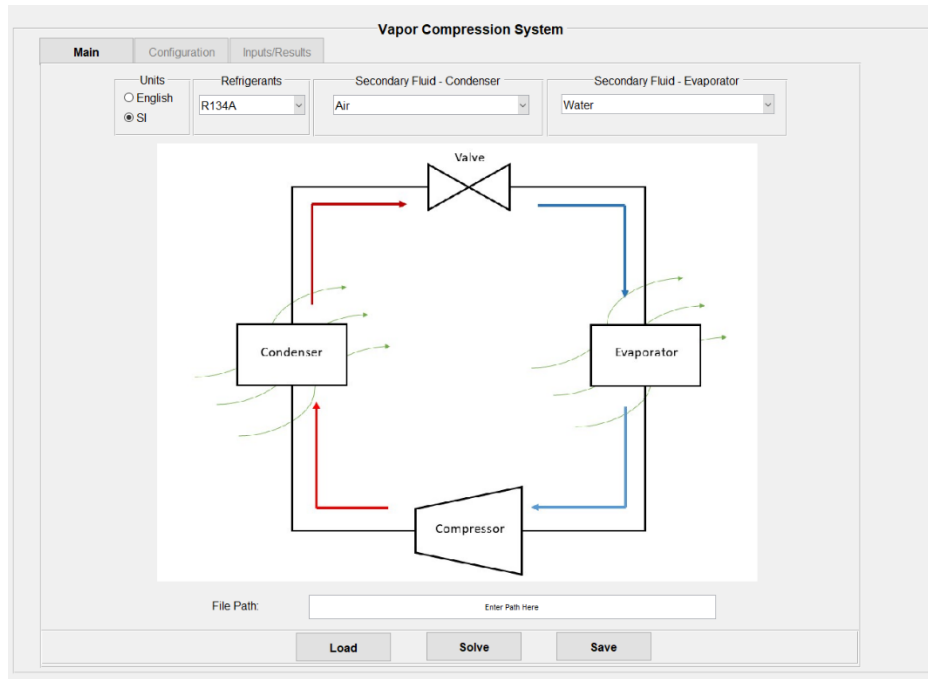 Vapor Compression System
Main Configuration Inputs/Results
Units Refrigerants Secondary Fluid - Condenser Secondary Fluid - Evaporator
English
SI
R134A Air Water
Valve
Condenser Evaporator
Compressor
File Path: Enter Path Here
Load Solve Save